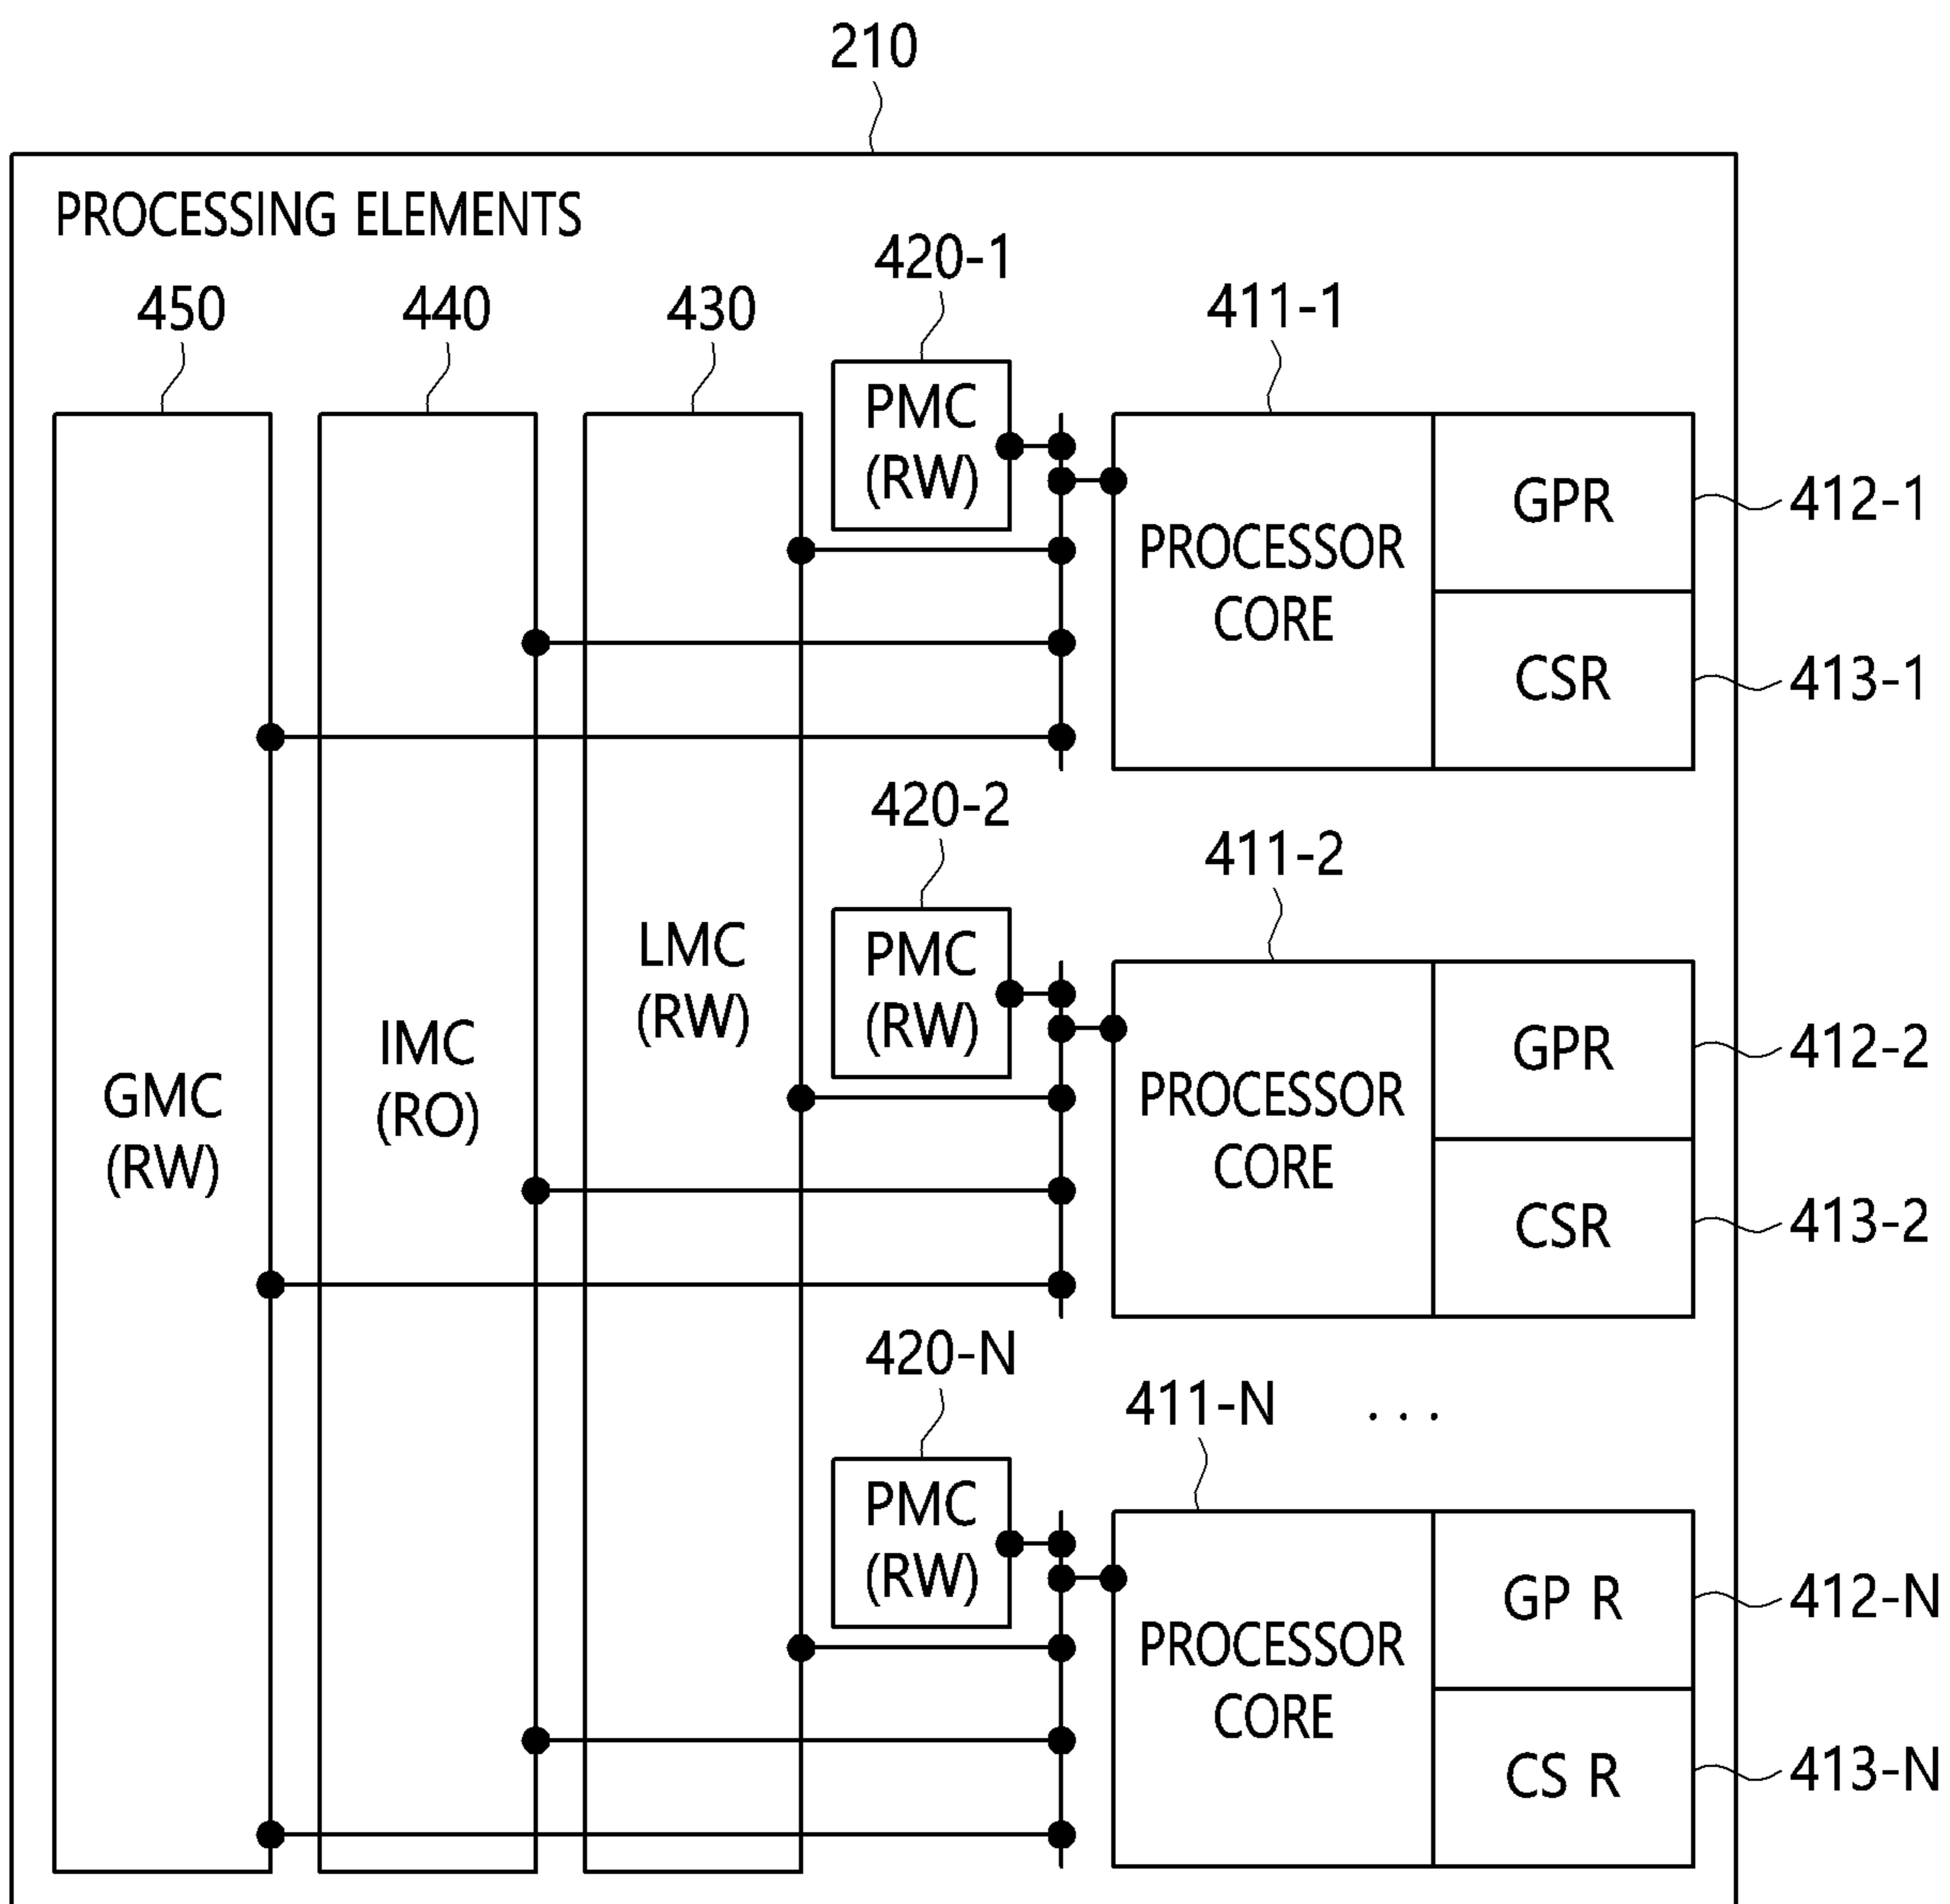 210
PROCESSING ELEMENTS
420-1
450
440
430
411-1
PMC
(RW)
PROCESSOR
CORE
GPR
412-1
CSR
413-1
420-2
411-2
LMC
(RW)
PMC
(RW)
IMC
(RO)
GMC
(RW)
PROCESSOR
CORE
GPR
412-2
CSR
413-2
420-N
411-N ...
PMC
(RW)
PROCESSOR
CORE
GP R
412-N
CS R
413-N